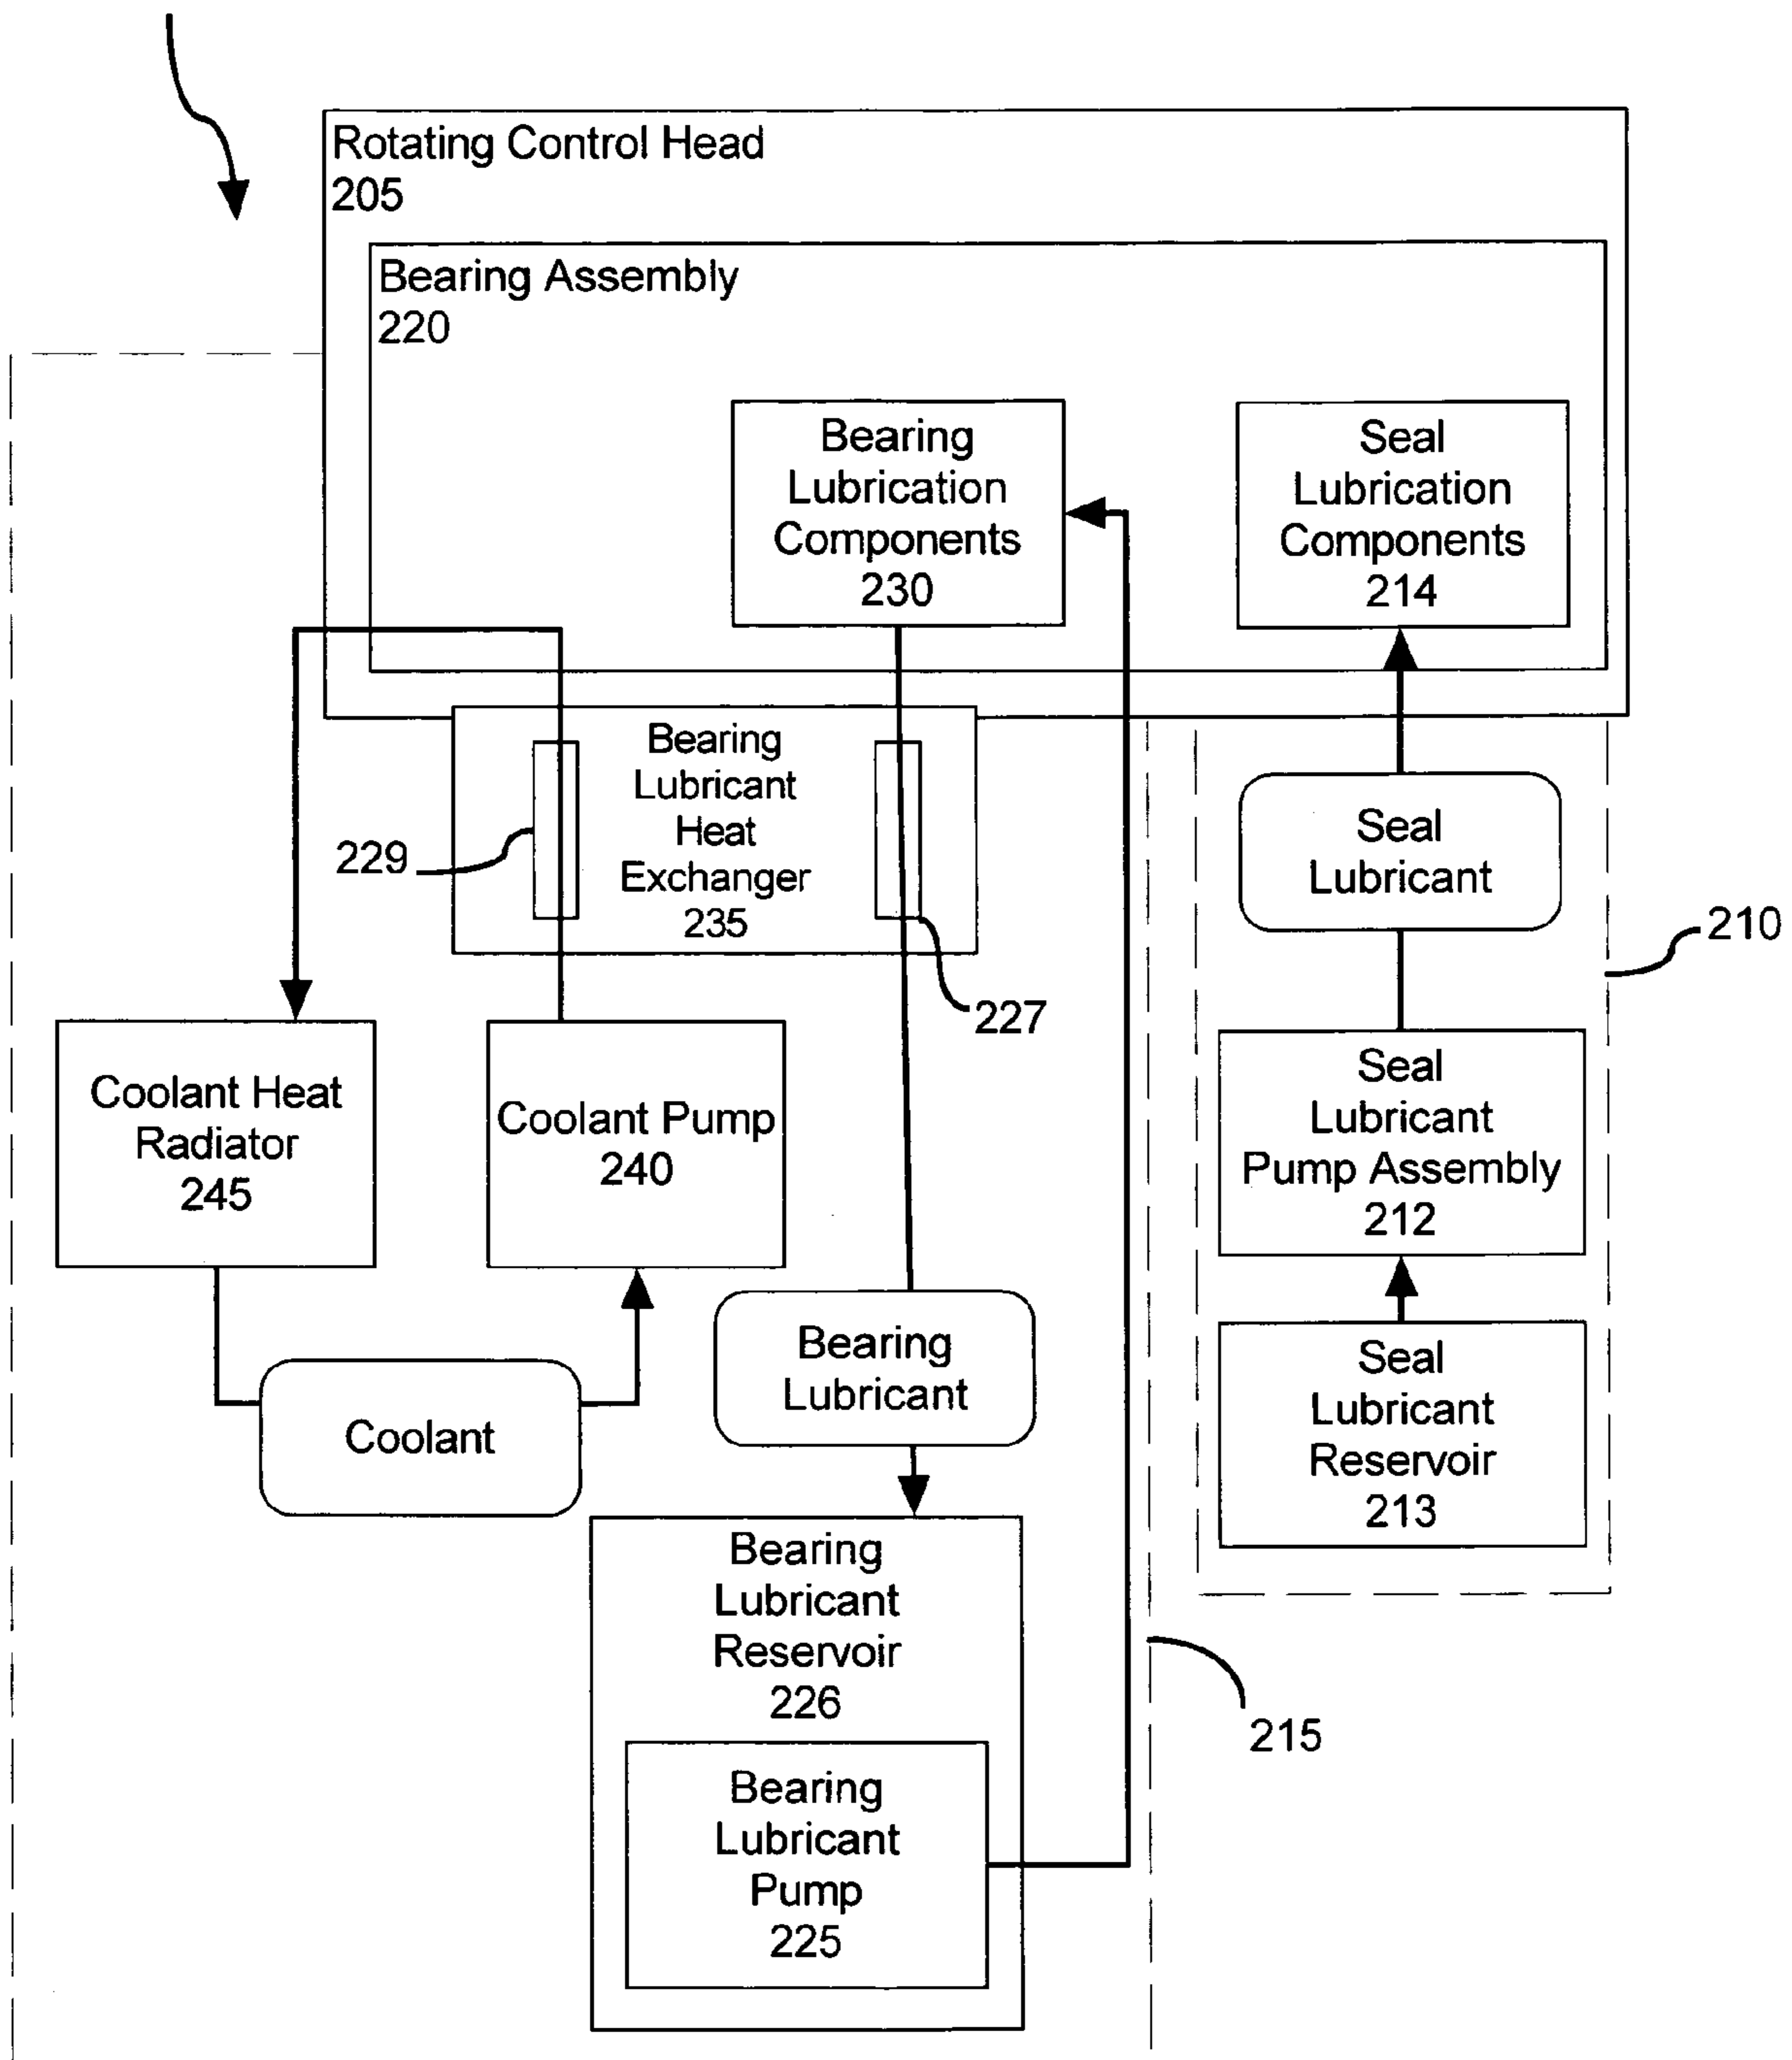 Rotating Control Head
205
Bearing Assembly
220
Bearing
Lubrication
Components
230
Seal
Lubrication
Components
214
Bearing
Lubricant
Heat
Exchanger
235
229
227
Seal
Lubricant
210
Coolant Heat
Radiator
245
Coolant Pump
240
Seal
Lubricant
Pump Assembly
212
Bearing
Lubricant
Coolant
Seal
Lubricant
Reservoir
213
Bearing
Lubricant
Reservoir
226
215
Bearing
Lubricant
Pump
225